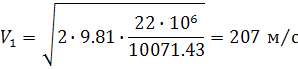 V₁ = √(2 · 9.81 · (22 · 10⁶)/(10071.43)) = 207 м/с